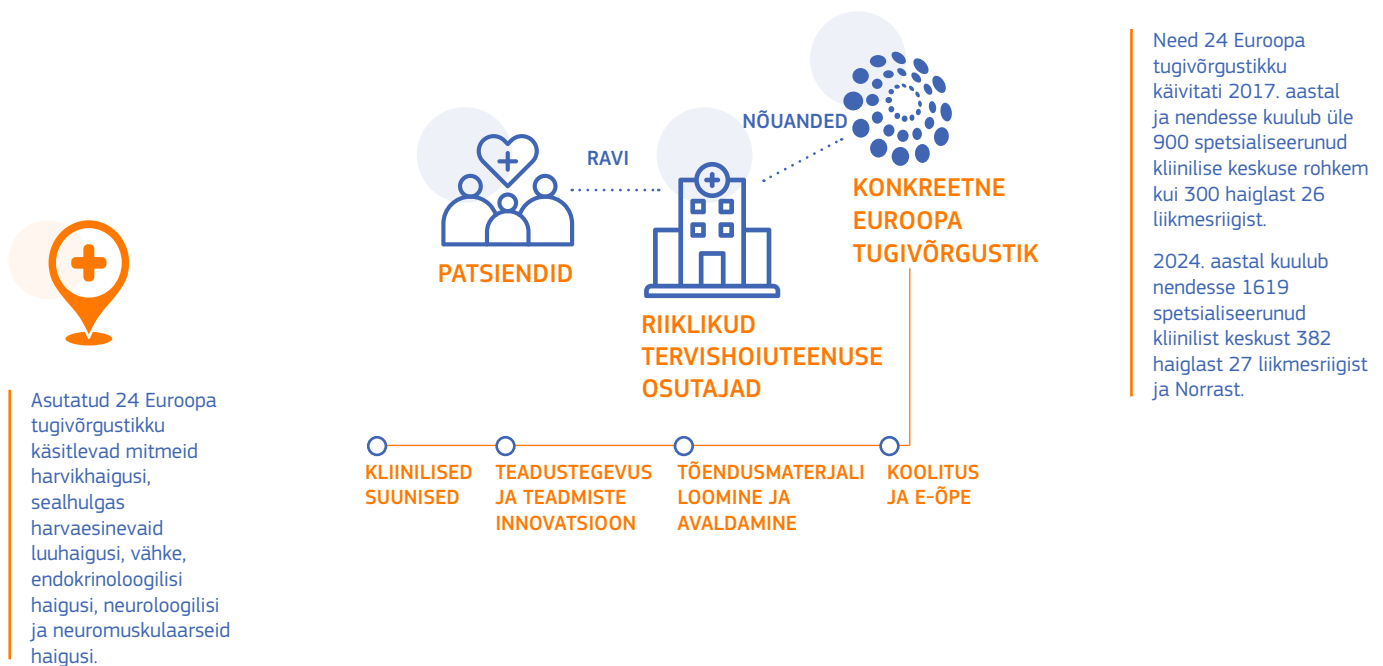 Asutatud 24 Euroopa
tugivõrgustikku
käsitlevad mitmeid
harvikhaigusi,
sealhulgas
harvaesinevaid
luuhaigusi, vähke,
endokrinoloogilisi
haigusi, neuroloogilisi
ja neuromuskulaarseid
haigusi.
PATSIENDID
RAVI
RIIKLIKUD
TERVISHOIUTEENUSE
OSUTAJAD
NÕUANDED
KONKREETNE
EUROOPA
TUGIVÕRGUSTIK
KLIINILISED
SUUNISED
TEADUSTEGEVUS
JA TEADMISTE
INNOVATSIOON
TÕENDUSMATERJALI
LOOMINE JA
AVALDAMINE
KOOLITUS
JA E-ÕPE
Need 24 Euroopa
tugivõrgustikku
käivitati 2017. aastal
ja nendesse kuulub üle
900 spetsialiseerunud
kliinilise keskuse rohkem
kui 300 haiglast 26
liikmesriigist.
2024. aastal kuulub
nendesse 1619
spetsialiseerunud
kliinilist keskust 382
haiglast 27 liikmesriigist
ja Norrast.